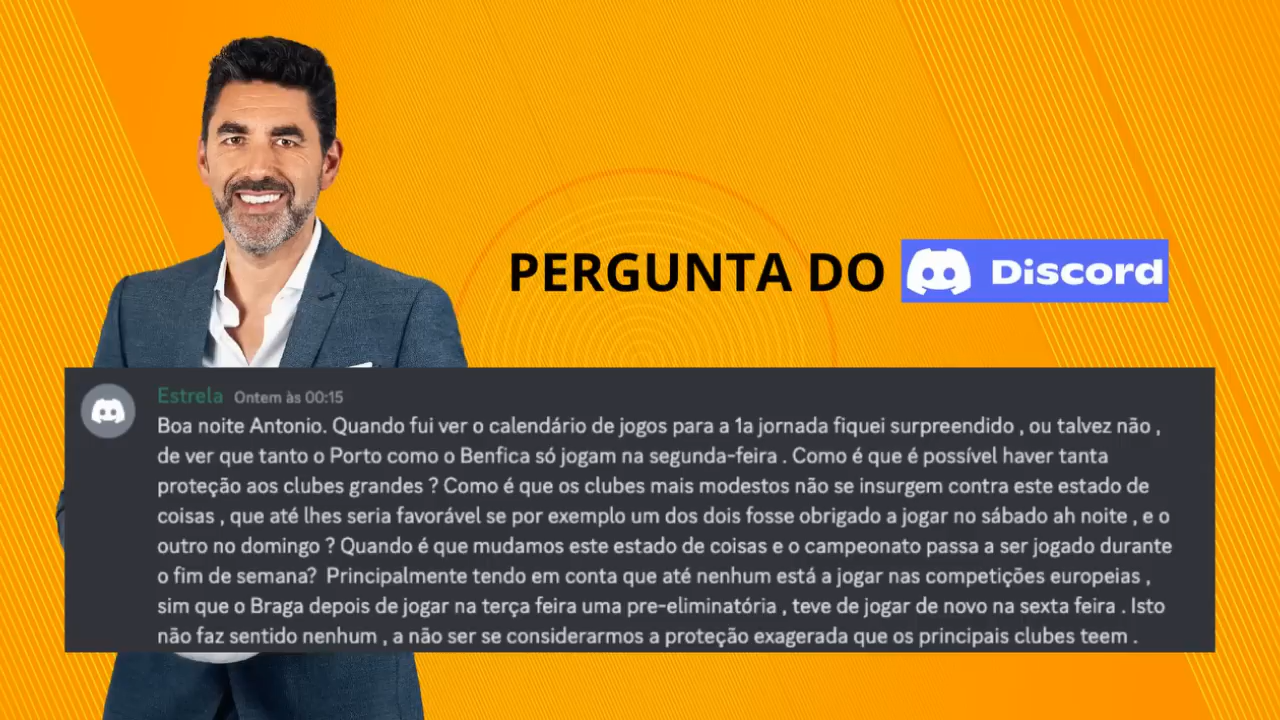 PERGUNTA DO Discord
Estrela Ontem às 00:15
Boa noite Antonio. Quando fui ver o calendário de jogos para a 1a jornada fiquei surpreendido , ou talvez não ,
de ver que tanto o Porto como o Benfica só jogam na segunda-feira . Como é que é possível haver tanta
proteção aos clubes grandes ? Como é que os clubes mais modestos não se insurgem contra este estado de
coisas , que até lhes seria favorável se por exemplo um dos dois fosse obrigado a jogar no sábado ah noite , e o
outro no domingo ? Quando é que mudamos este estado de coisas e o campeonato passa a ser jogado durante
o fim de semana? Principalmente tendo em conta que até nenhum está a jogar nas competições europeias ,
sim que o Braga depois de jogar na terça feira uma pre-eliminatória , teve de jogar de novo na sexta feira . Isto
não faz sentido nenhum , a não ser se considerarmos a proteção exagerada que os principais clubes teem .